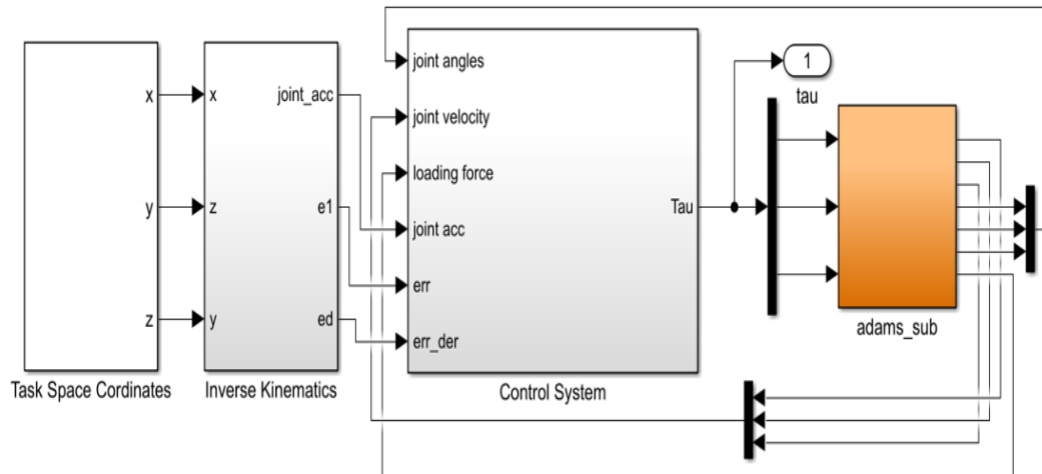 x
y
z
Task Space Cordinates
x
z
y
joint_acc
e1
ed
Inverse Kinematics
joint angles
joint velocity
loading force
joint acc
err
err_der
Tau
Control System
1
tau
adams_sub